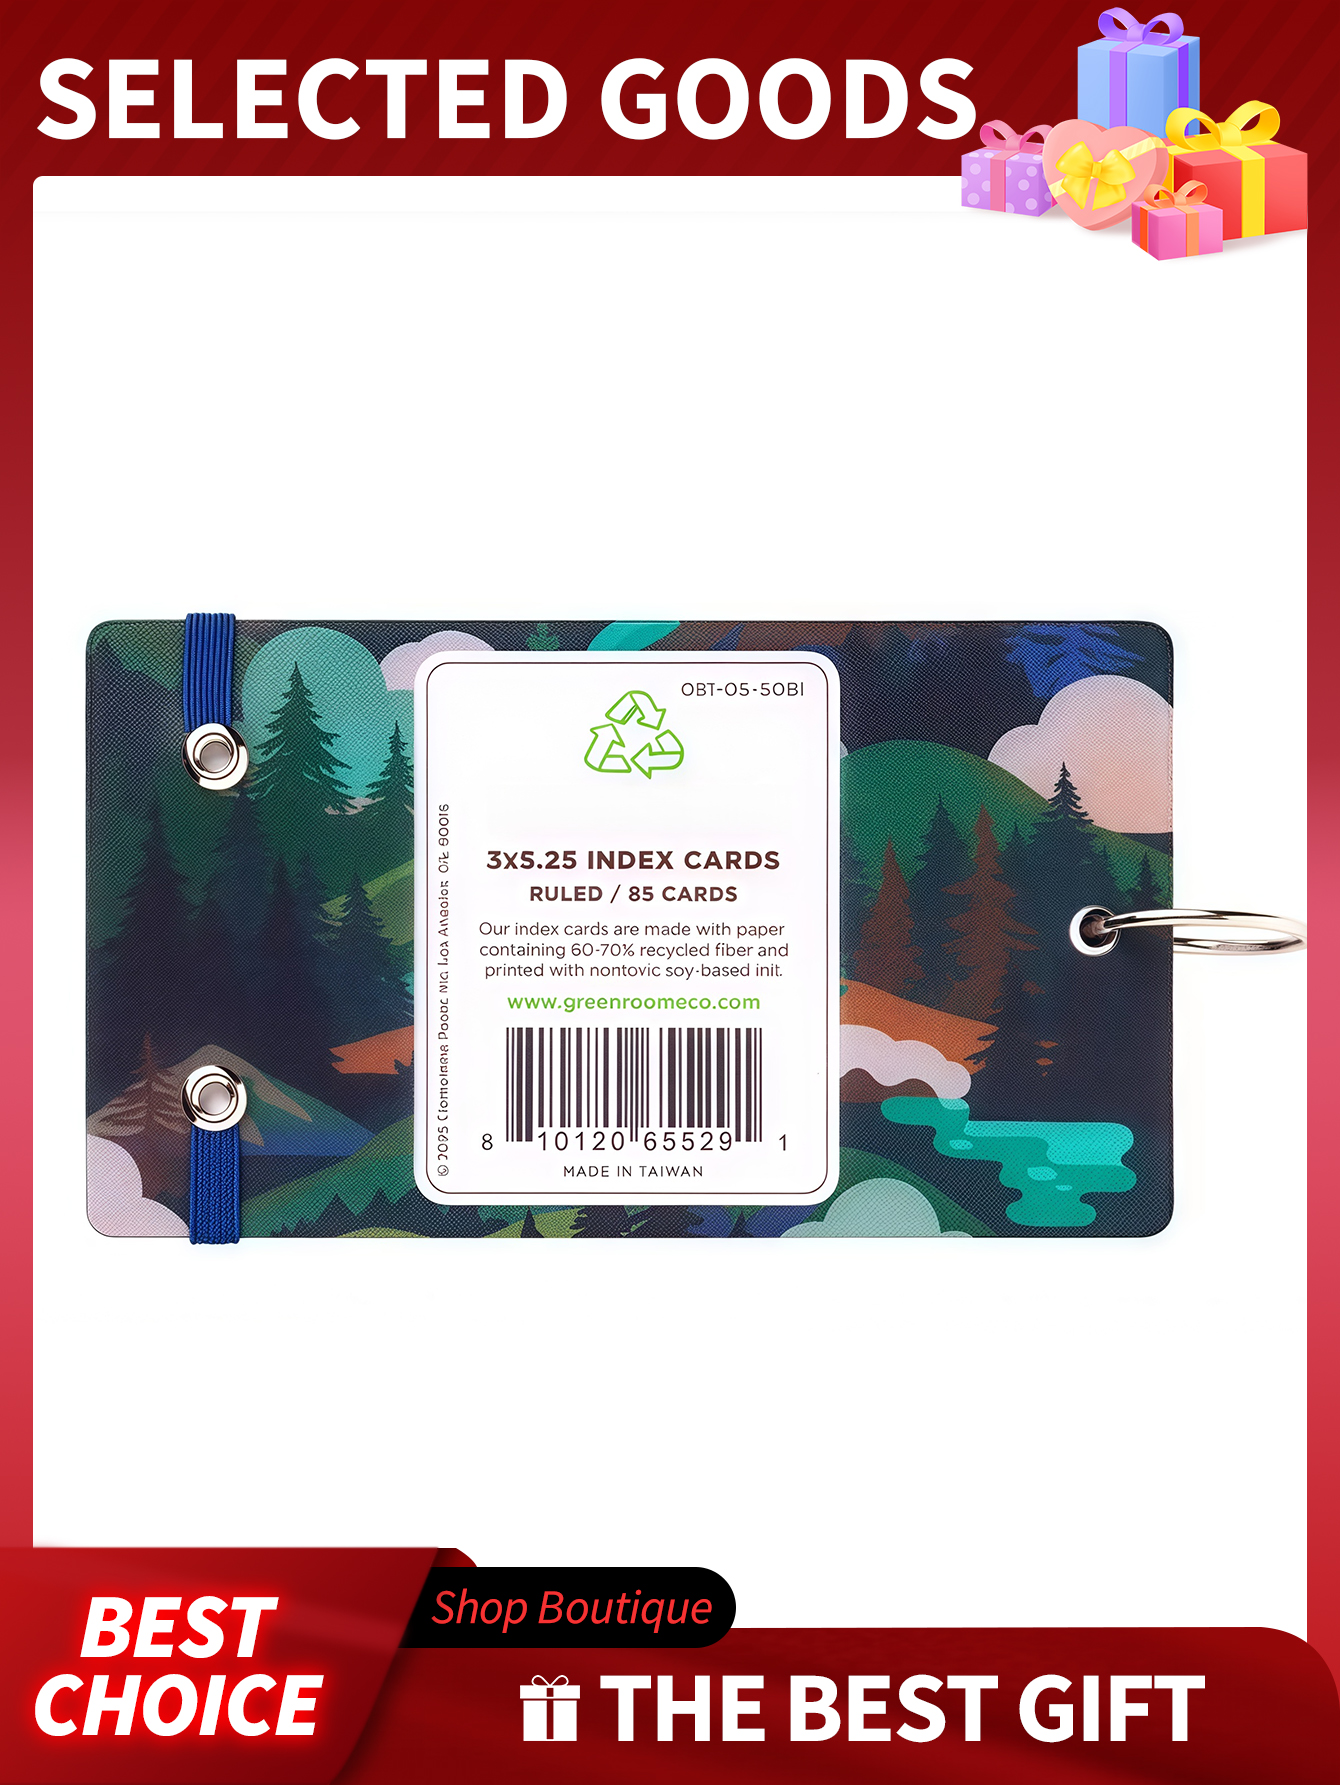 SELECTED GOODS
OBT-05-50BI
3x5.25 INDEX CARDS
RULED / 85 CARDS
Our index cards are made with paper
containing 60-70% recycled fiber and
printed with nontovic soy-based init.
www.greenroomeco.com
8 10120 65529 1
MADE IN TAIWAN
Shop Boutique
BEST
CHOICE
THE BEST GIFT